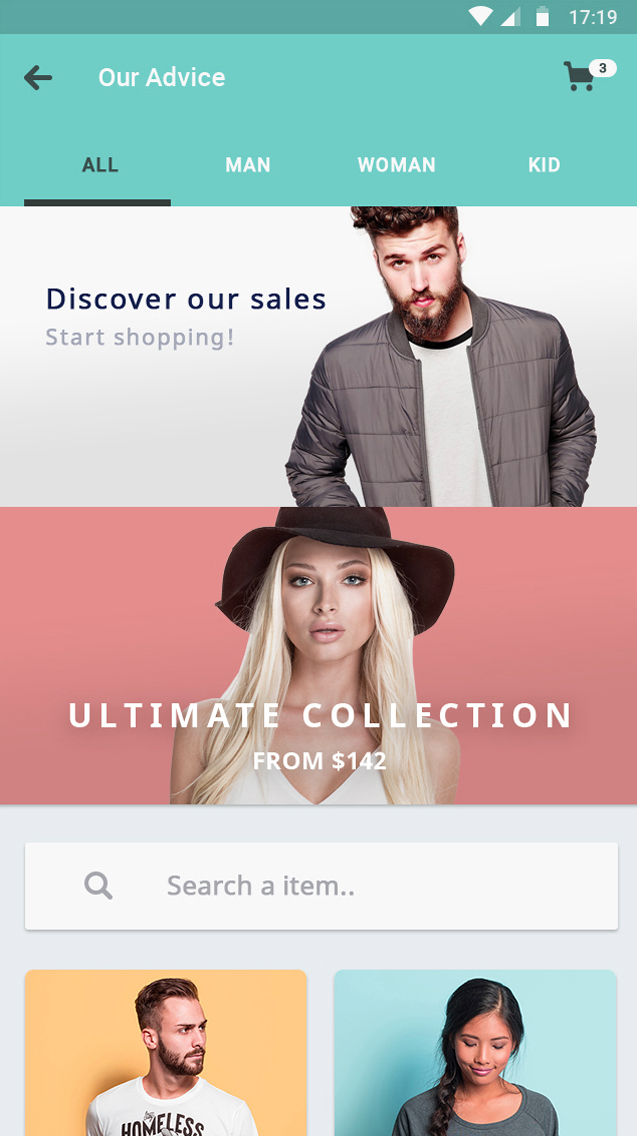 17:19
Our Advice
3
ALL MAN WOMAN KID
Discover our sales
Start shopping!
ULTIMATE COLLECTION
FROM $142
Search a item..
HOMELESS